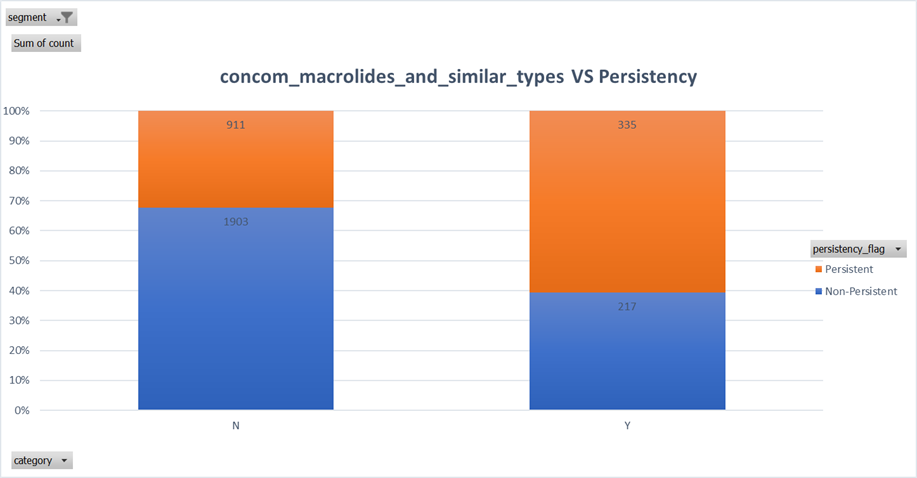 segment
Sum of count
concom_macrolides_and_similar_types VS Persistency
100%
90%
80%
70%
60%
50%
40%
30%
20%
10%
0%
911
1903
335
217
N
Y
persistency_flag
Persistent
Non-Persistent
category